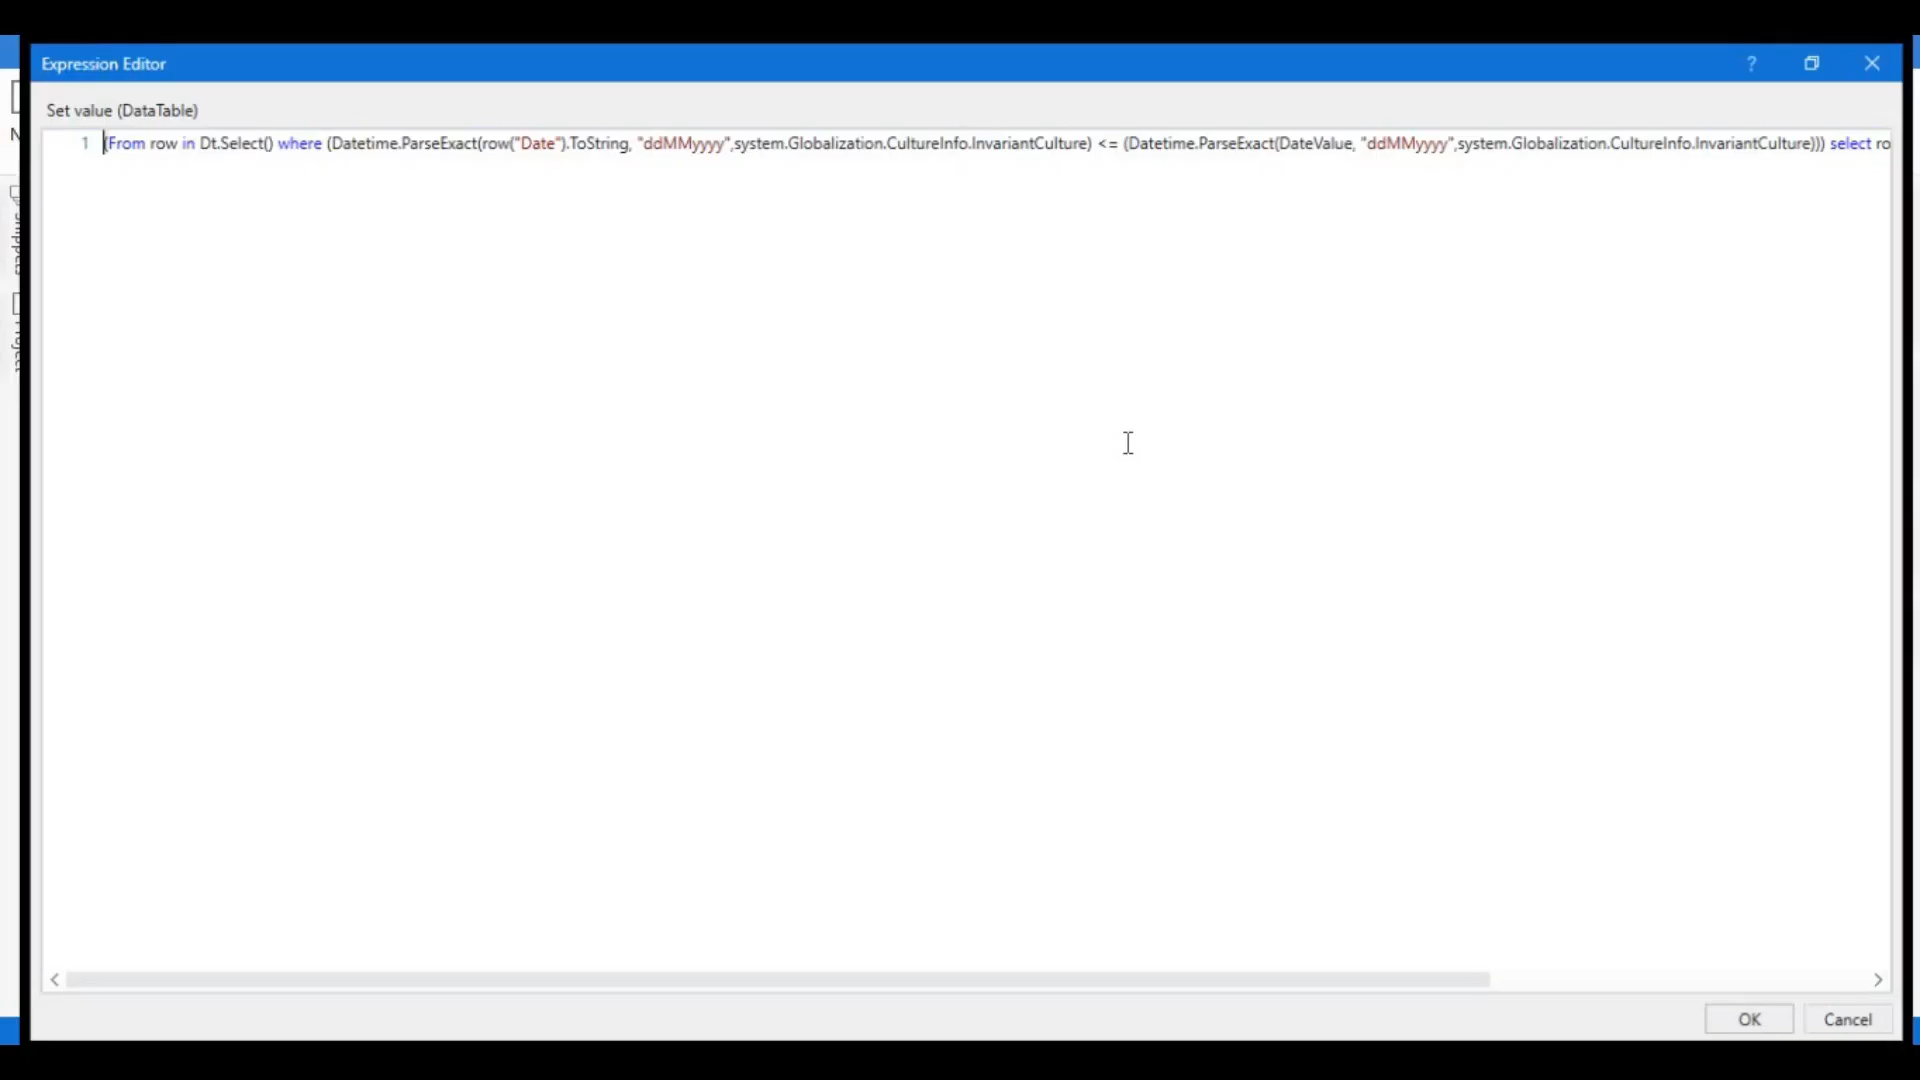 Expression Editor
Set value (DataTable)
1 (From row in Dt.Select() where (Datetime.ParseExact(row("Date").ToString, "ddMMyyyy",system.Globalization.CultureInfo.InvariantCulture) <= (Datetime.ParseExact(DateValue, "ddMMyyyy",system.Globalization.CultureInfo.InvariantCulture))) select ro
OK Cancel